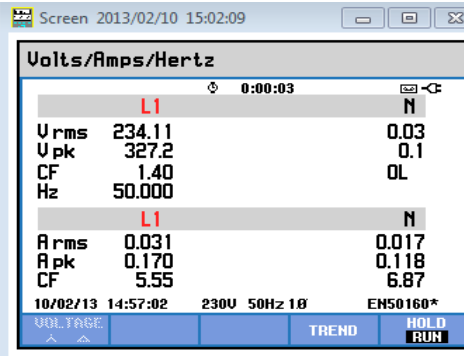 Screen 2013/02/10 15:02:09
Volts/Amps/Hertz
0:00:03
L1 N
V rms 234.11 0.03
V pk 327.2 0.1
CF 1.40 OL
Hz 50.000
L1 N
A rms 0.031 0.017
A pk 0.170 0.118
CF 5.55 6.87
10/02/13 14:57:02 230V 50Hz 1Ø EN50160*
VOLTAGE TREND HOLD
RUN